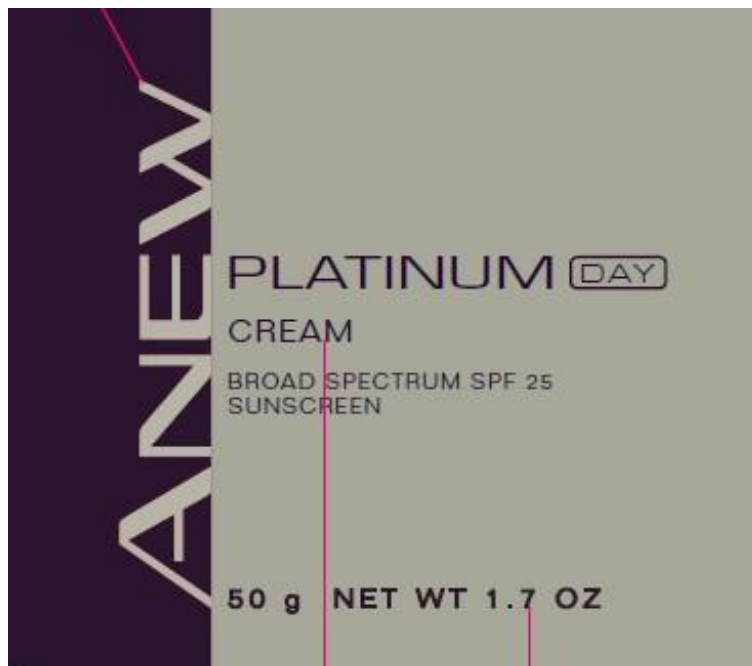 ANEW
PLATINUM DAY
CREAM
BROAD SPECTRUM SPF 25
SUNSCREEN
50 g NET WT 1.7 OZ